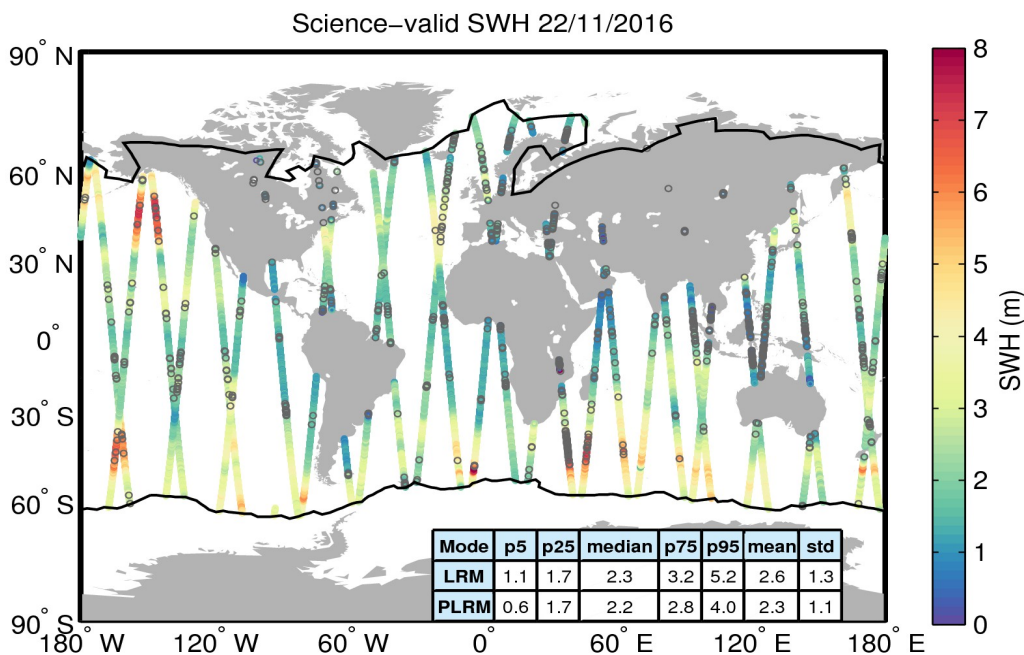 Science−valid SWH 22/11/2016
90° N
60° N
30° N
0°
30° S
60° S
90° S
180° W
120° W
60° W
0°
60° E
120° E
180° E
8
7
6
5
4
3
2
1
0
SWH (m)
Mode p5 p25 median p75 p95 mean std
LRM 1.1 1.7 2.3 3.2 5.2 2.6 1.3
PLRM 0.6 1.7 2.2 2.8 4.0 2.3 1.1